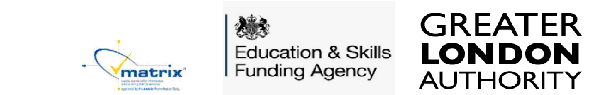 matrix
Education & Skills
Funding Agency
GREATER
LONDON
AUTHORITY